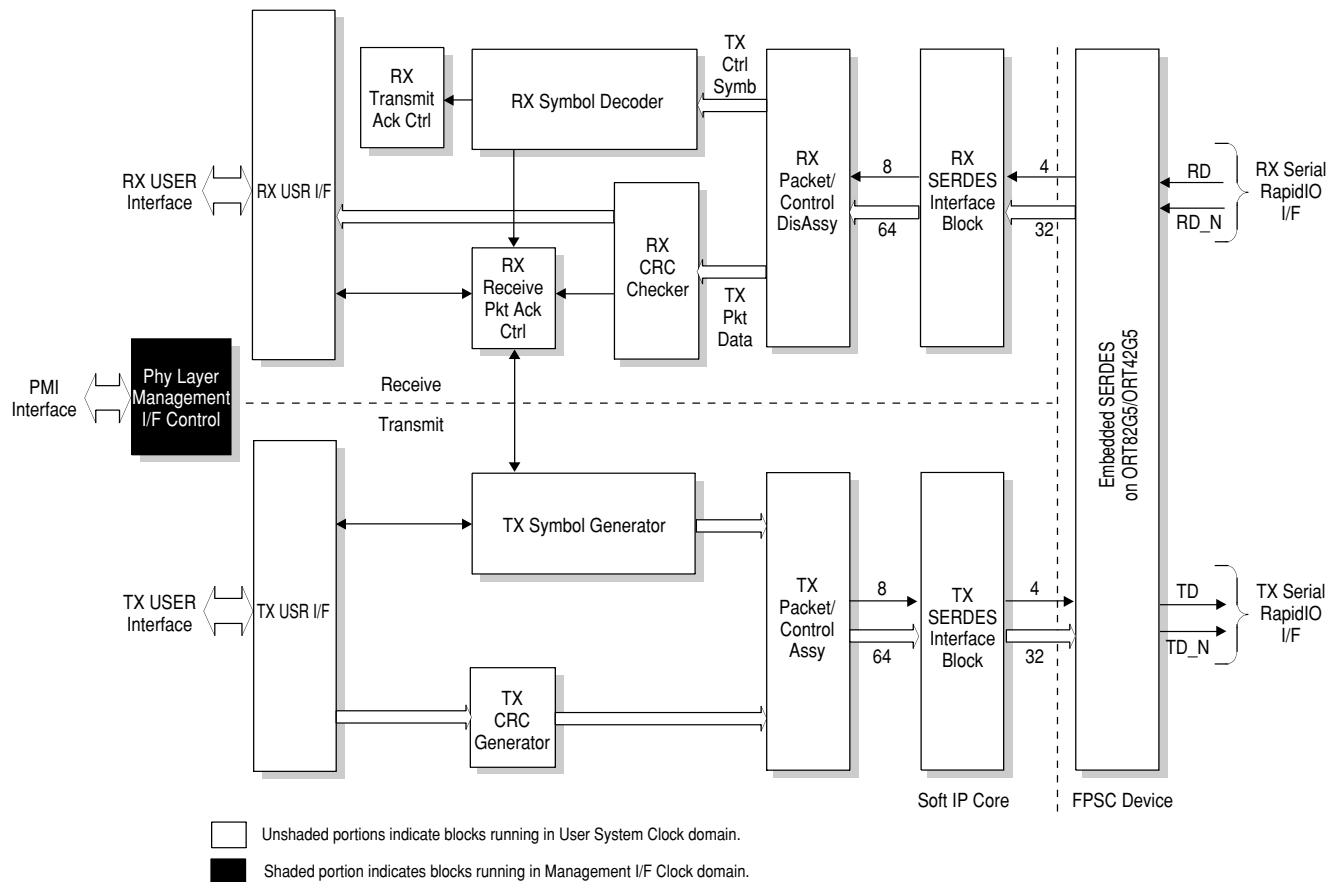 TX
Ctrl
Symb
RX
Transmit
Ack Ctrl
RX Symbol Decoder
RX USER
Interface
RX USR I/F
RX
Packet/
Control
DisAssy
8
64
RX
SERDES
Interface
Block
4
32
RD
RD_N
RX Serial
RapidIO
I/F
RX
CRC
Checker
RX
Receive
Pkt Ack
Ctrl
TX
Pkt
Data
PMI
Interface
Phy Layer
Management
I/F Control
Receive
Transmit
Embedded SERDES
on ORT82G5/ORT42G5
TX Symbol Generator
TX USER
Interface
TX USR I/F
TX
Packet/
Control
Assy
8
64
TX
SERDES
Interface
Block
4
32
TD
TD_N
TX Serial
RapidIO
I/F
TX
CRC
Generator
Soft IP Core
FPSC Device
Unshaded portions indicate blocks running in User System Clock domain.
Shaded portion indicates blocks running in Management I/F Clock domain.